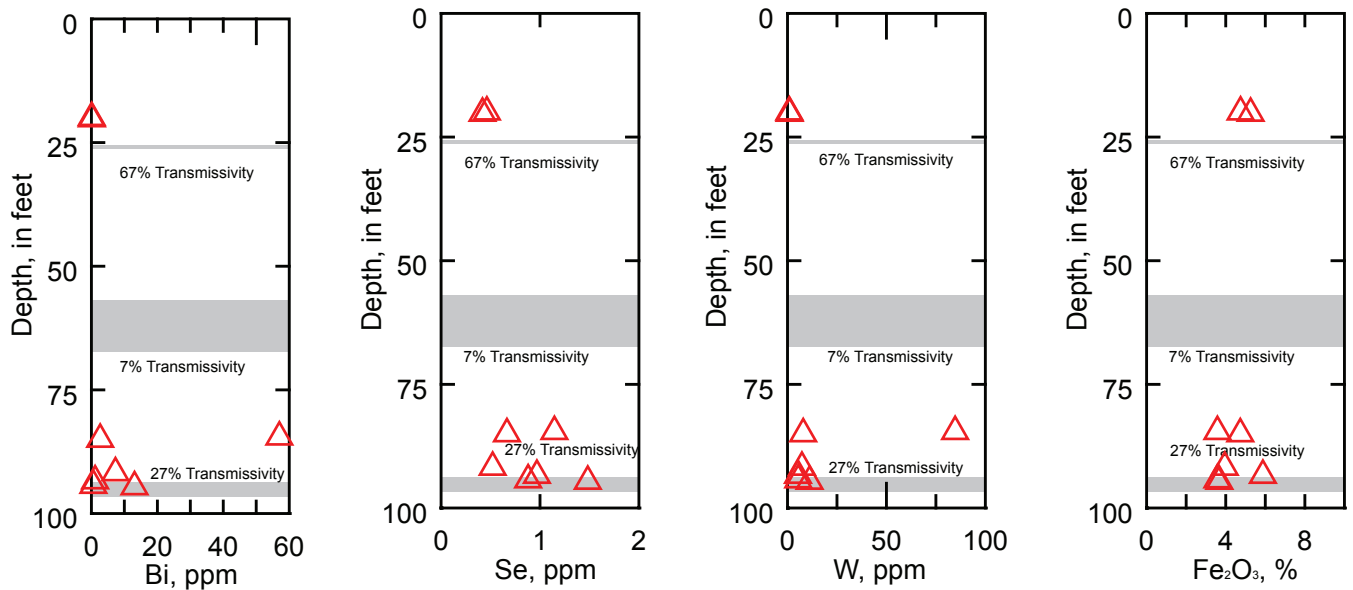 0
25
50
75
100
Depth, in feet
67% Transmissivity
7% Transmissivity
27% Transmissivity
0 20 40 60
Bi, ppm
0
25
50
75
100
Depth, in feet
67% Transmissivity
7% Transmissivity
27% Transmissivity
0 1 2
Se, ppm
0
25
50
75
100
Depth, in feet
67% Transmissivity
7% Transmissivity
27% Transmissivity
0 50 100
W, ppm
0
25
50
75
100
Depth, in feet
67% Transmissivity
7% Transmissivity
27% Transmissivity
0 4 8
Fe₂O₃, %